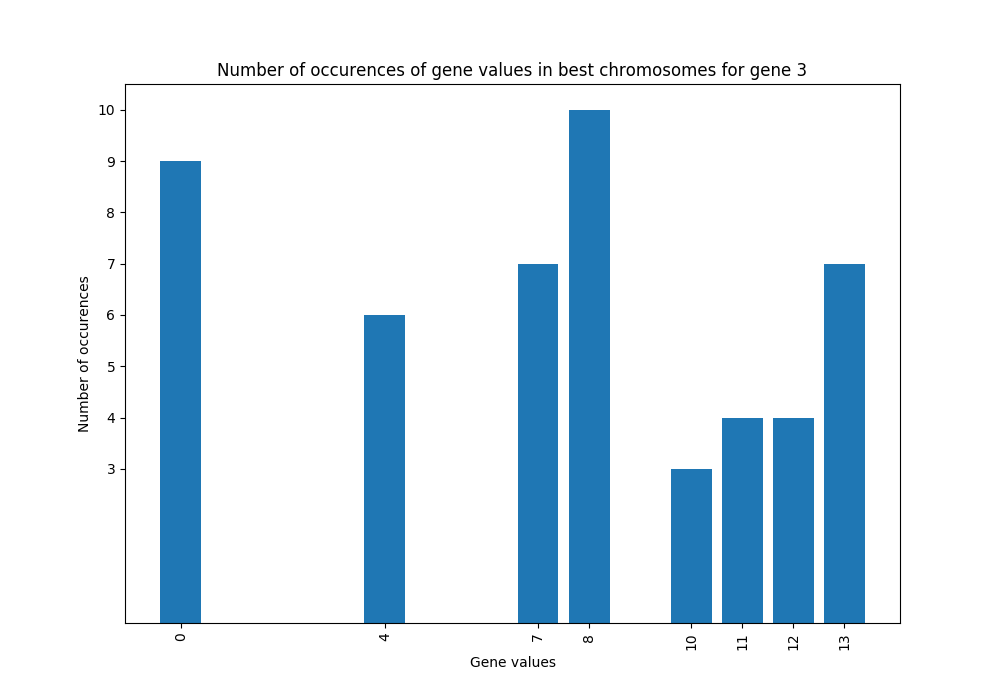 Number of occurences of gene values in best chromosomes for gene 3
10
9
8
7
6
5
4
3
Number of occurences
0 4 7 8 10 11 12 13
Gene values